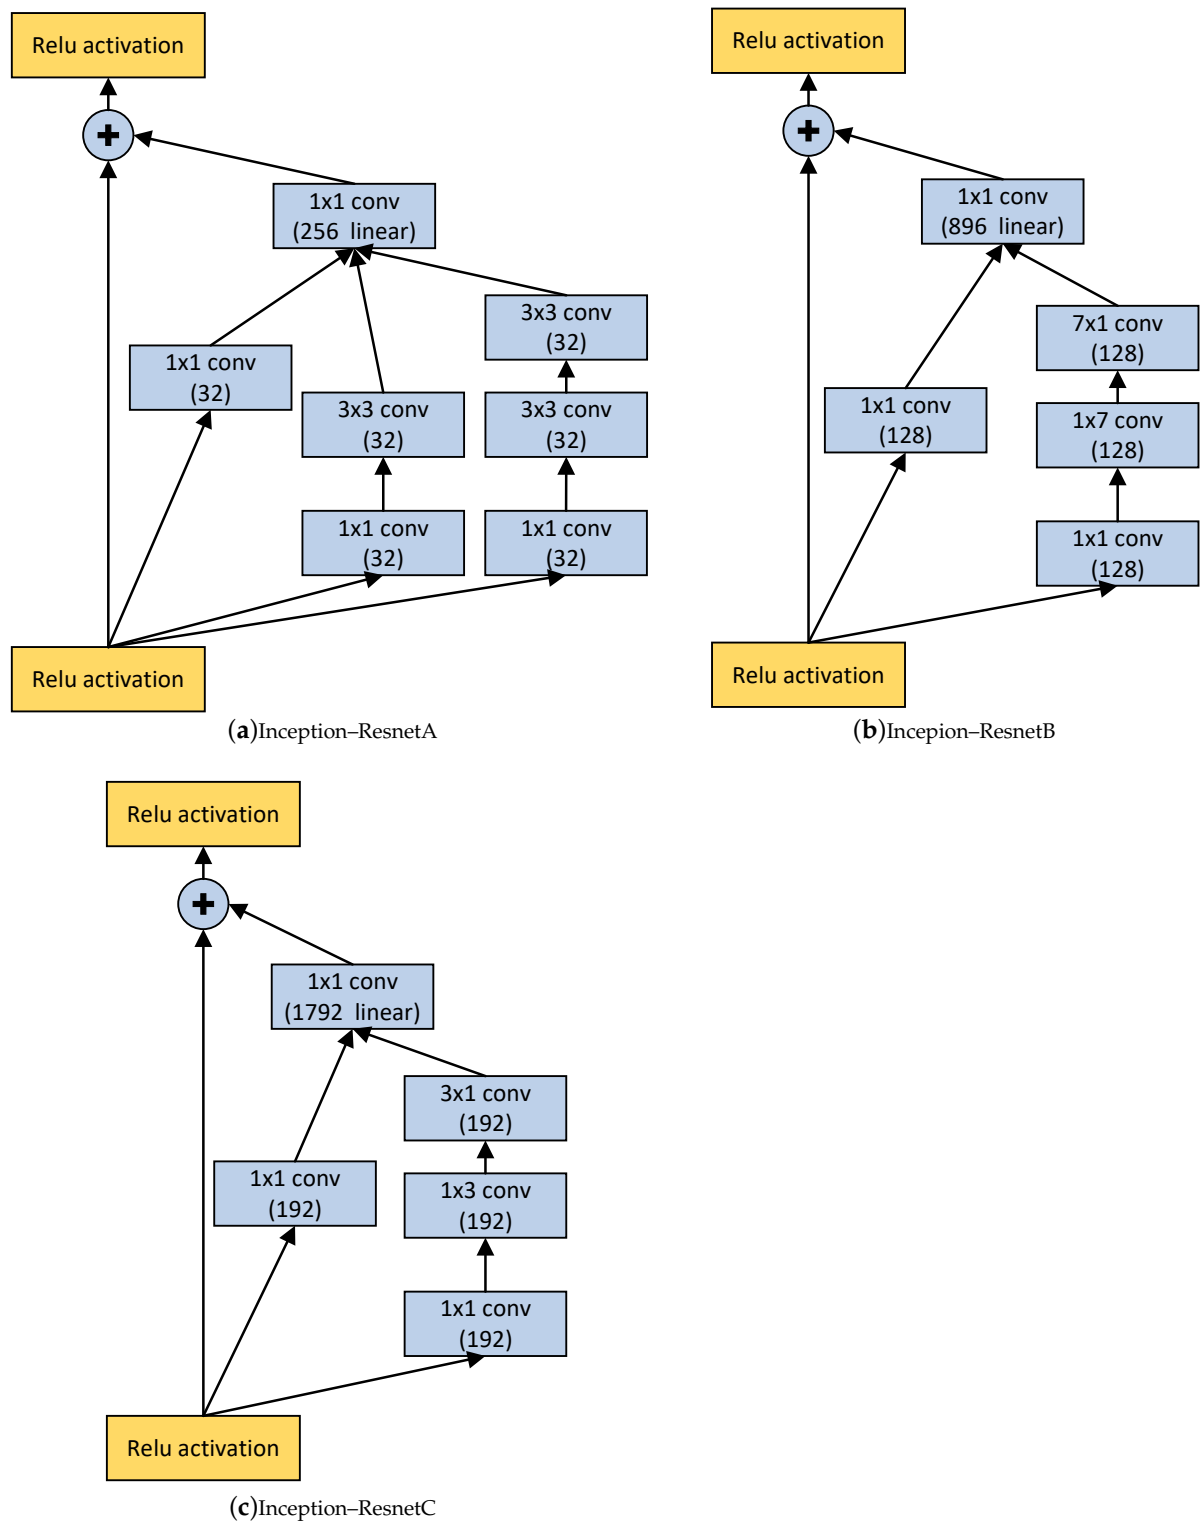 Relu activation
1x1 conv
(256 linear)
3x3 conv
(32)
1x1 conv
(32)
3x3 conv
(32)
3x3 conv
(32)
1x1 conv
(32)
1x1 conv
(32)
Relu activation
(a)Inception–ResnetA
Relu activation
1x1 conv
(896 linear)
7x1 conv
(128)
1x1 conv
(128)
1x7 conv
(128)
1x1 conv
(128)
Relu activation
(b)Incepion–ResnetB
Relu activation
1x1 conv
(1792 linear)
3x1 conv
(192)
1x1 conv
(192)
1x3 conv
(192)
1x1 conv
(192)
Relu activation
(c)Inception–ResnetC